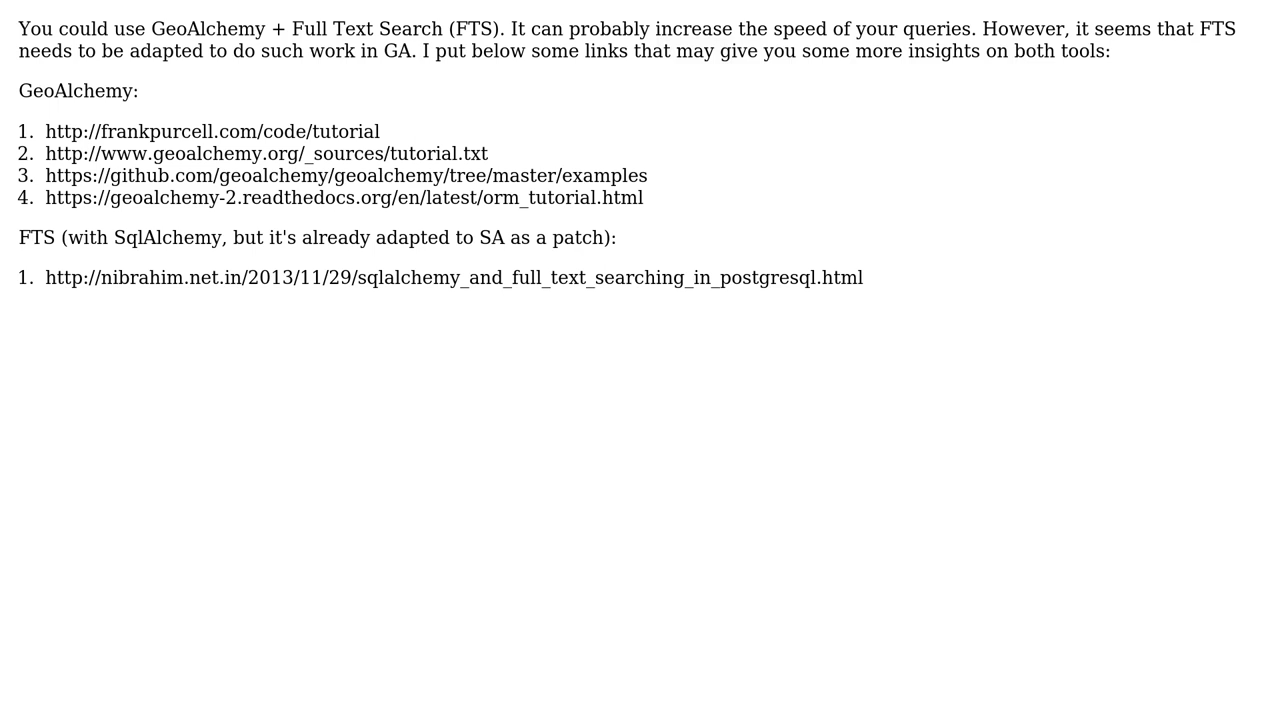 You could use GeoAlchemy + Full Text Search (FTS). It can probably increase the speed of your queries. However, it seems that FTS
needs to be adapted to do such work in GA. I put below some links that may give you some more insights on both tools:
GeoAlchemy:
1. http://frankpurcell.com/code/tutorial
2. http://www.geoalchemy.org/_sources/tutorial.txt
3. https://github.com/geoalchemy/geoalchemy/tree/master/examples
4. https://geoalchemy-2.readthedocs.org/en/latest/orm_tutorial.html
FTS (with SqlAlchemy, but it's already adapted to SA as a patch):
1. http://nibrahim.net.in/2013/11/29/sqlalchemy_and_full_text_searching_in_postgresql.html